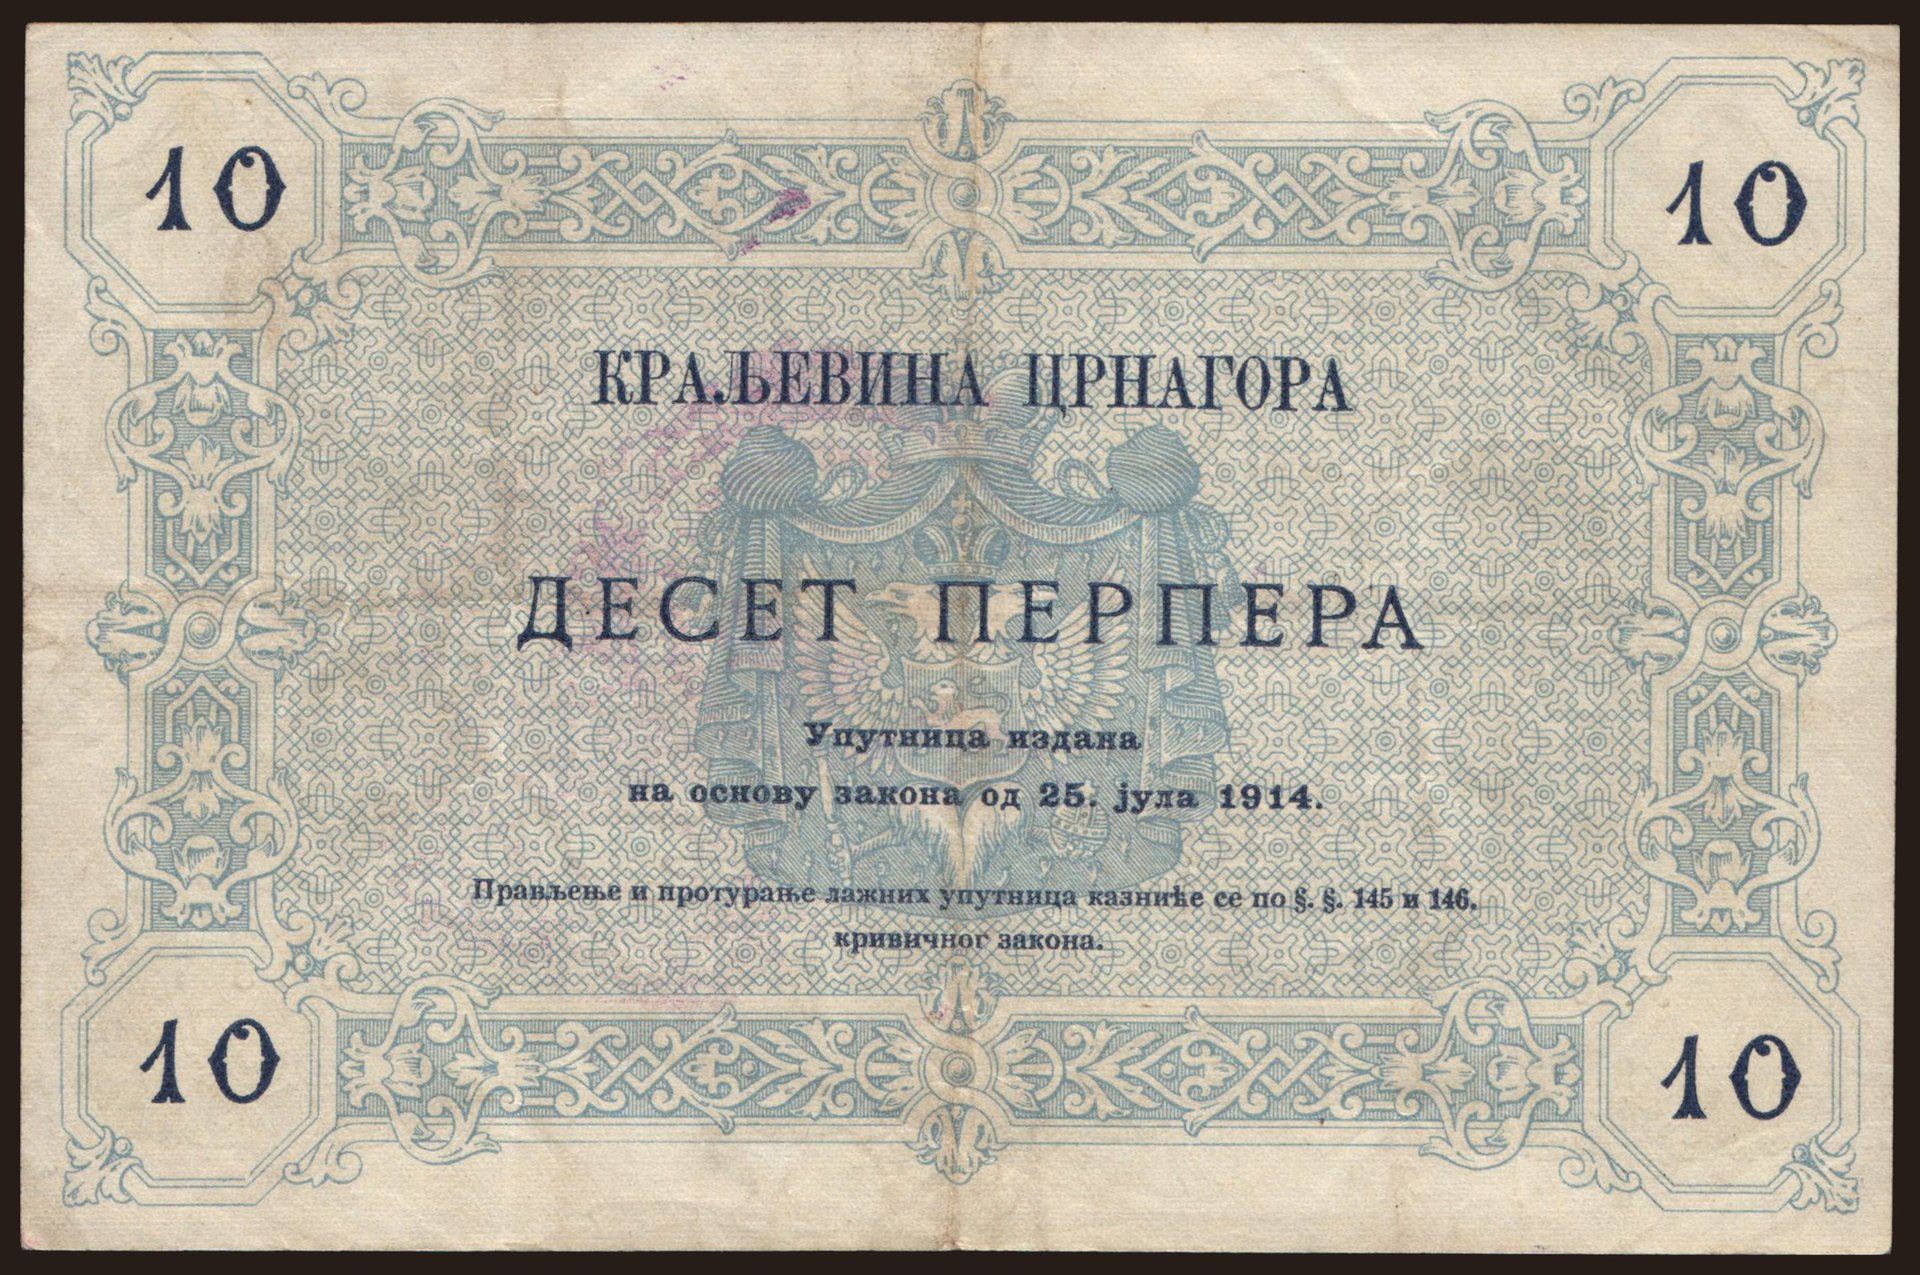 10 10
КРАЉЕВИНА ЦРНАГОРА
ДЕСЕТ ПЕРПЕРА
Упутница издана
на основу закона од 25. јула 1914.
Прављење и протурање лажних упутница казниће се по §. §. 145 и 146.
кривичног закона.
10 10